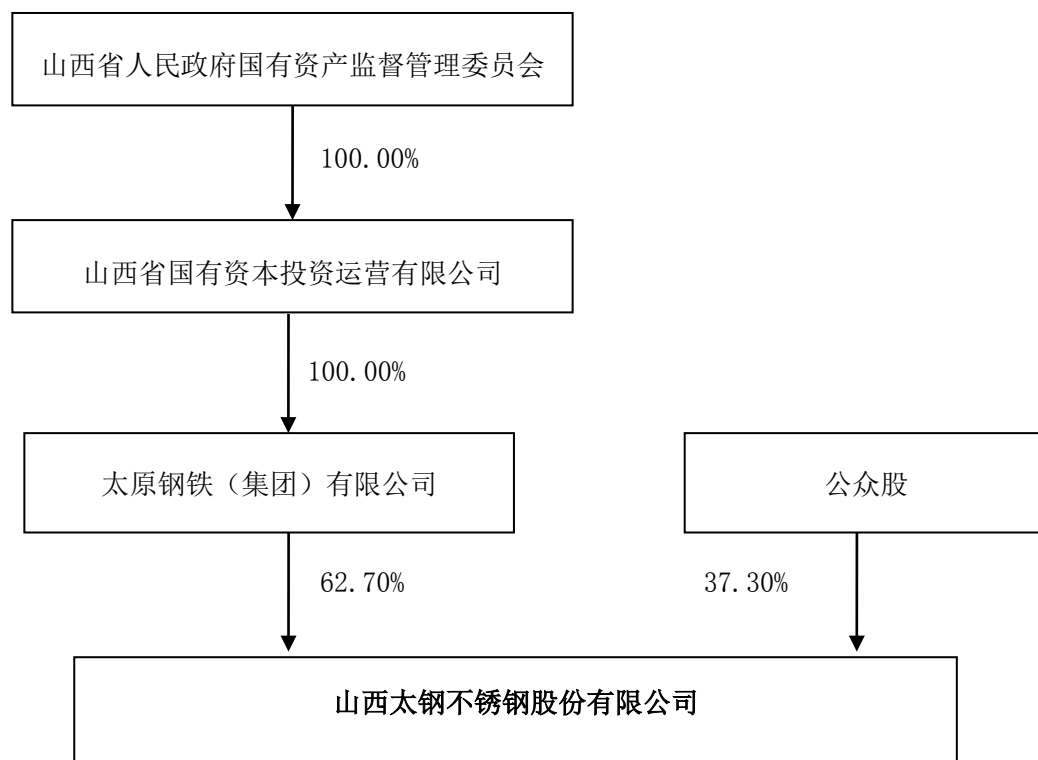 山西省人民政府国有资产监督管理委员会
100.00%
山西省国有资本投资运营有限公司
100.00%
太原钢铁（集团）有限公司
公众股
62.70%
37.30%
山西太钢不锈钢股份有限公司